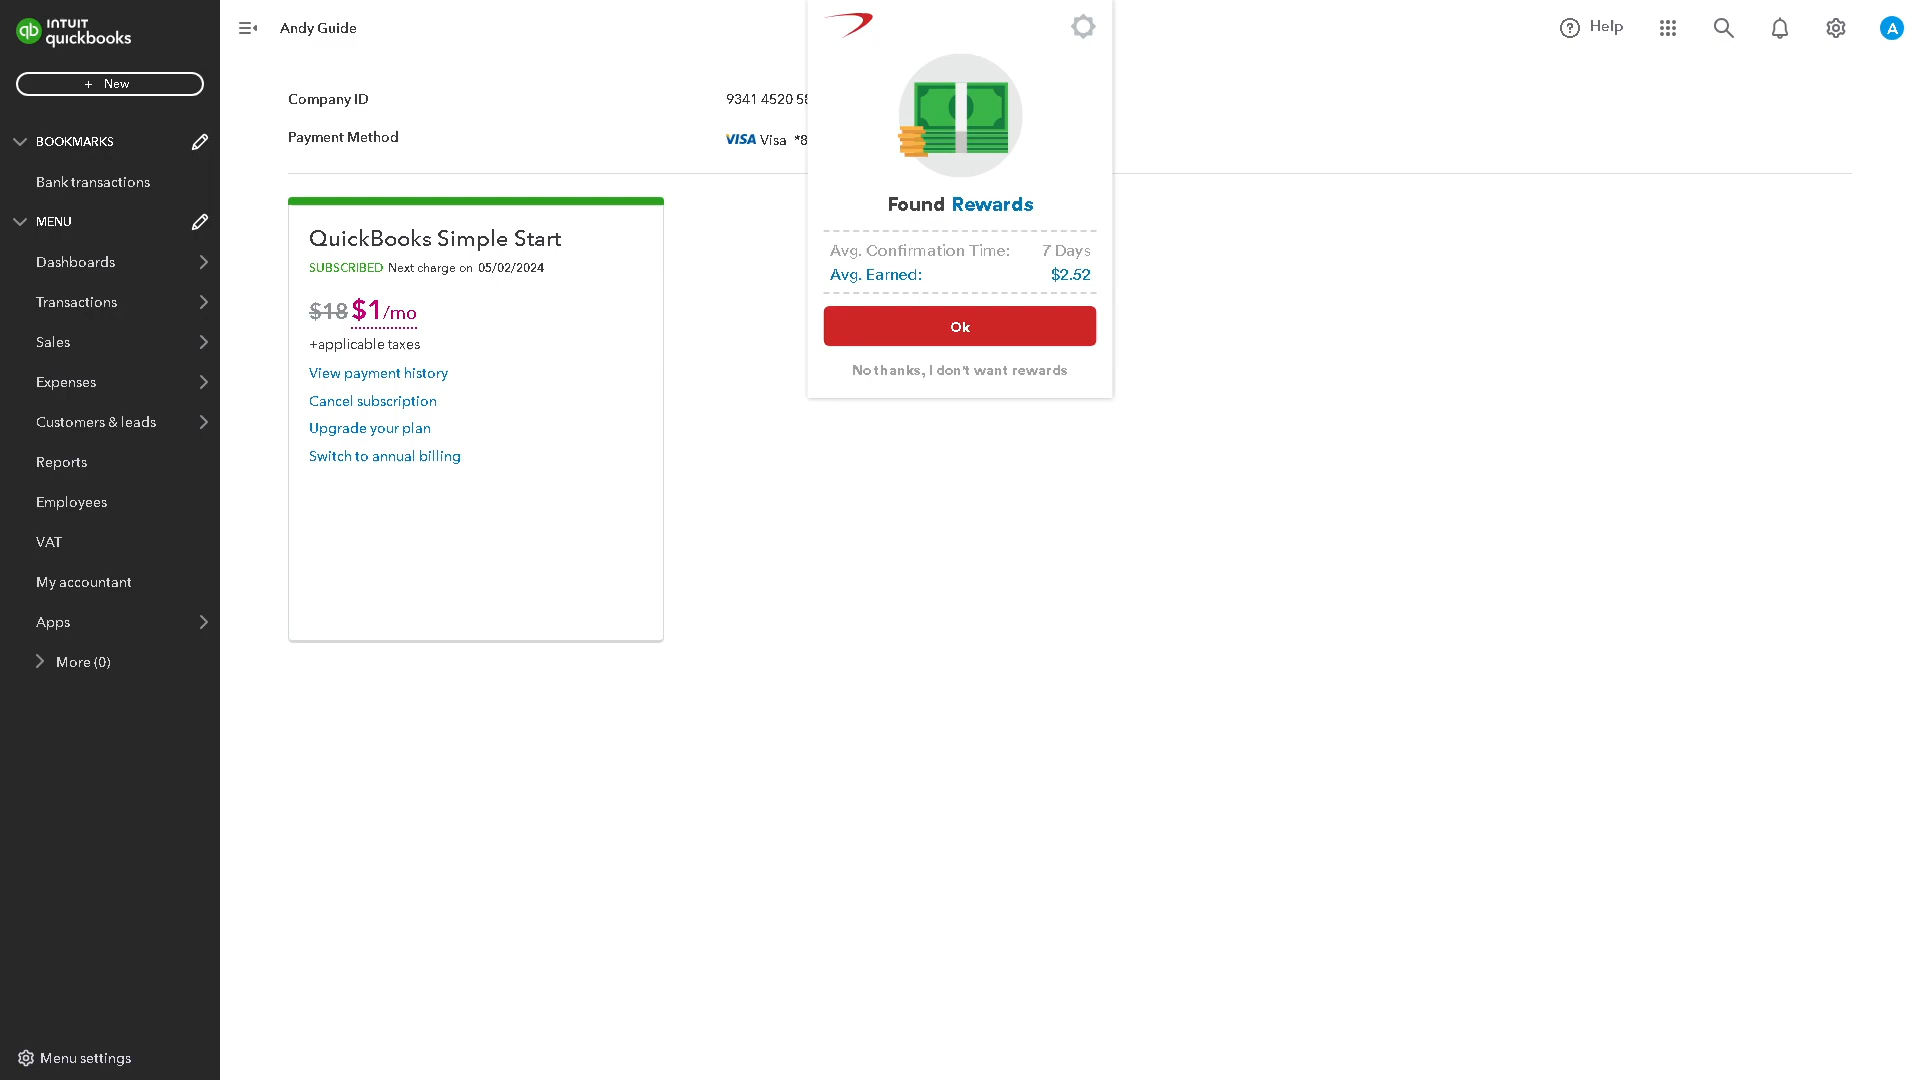 INTUIT
quickbooks
+ New
BOOKMARKS
Bank transactions
MENU
Dashboards
Transactions
Sales
Expenses
Customers & leads
Reports
Employees
VAT
My accountant
Apps
More (0)
Menu settings
Andy Guide
Help
A
Company ID
9341 4520 58
Payment Method
VISA Visa *8
QuickBooks Simple Start
SUBSCRIBED Next charge on 05/02/2024
$18 $1/mo
+applicable taxes
View payment history
Cancel subscription
Upgrade your plan
Switch to annual billing
Found Rewards
Avg. Confirmation Time: 7 Days
Avg. Earned: $2.52
Ok
No thanks, I don't want rewards